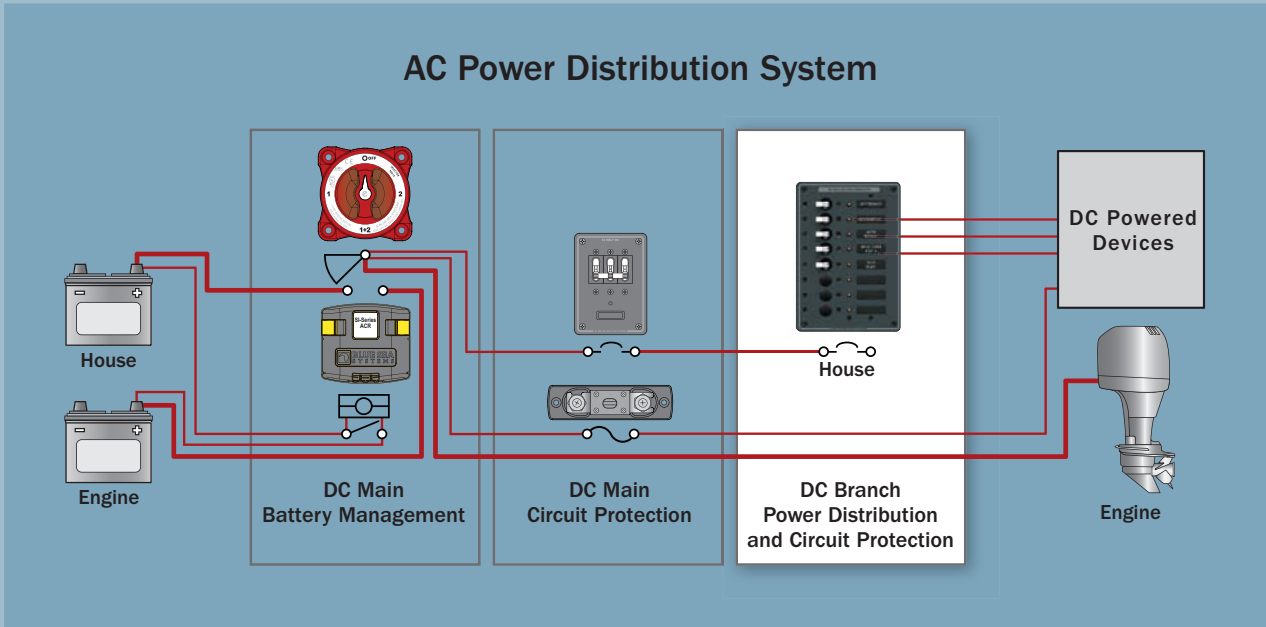 AC Power Distribution System
OFF
1
2
1+2
SI-Series
ACR
BLUE SEA
SYSTEMS
DC Powered
Devices
House
House
Engine
Engine
DC Main
Battery Management
DC Main
Circuit Protection
DC Branch
Power Distribution
and Circuit Protection